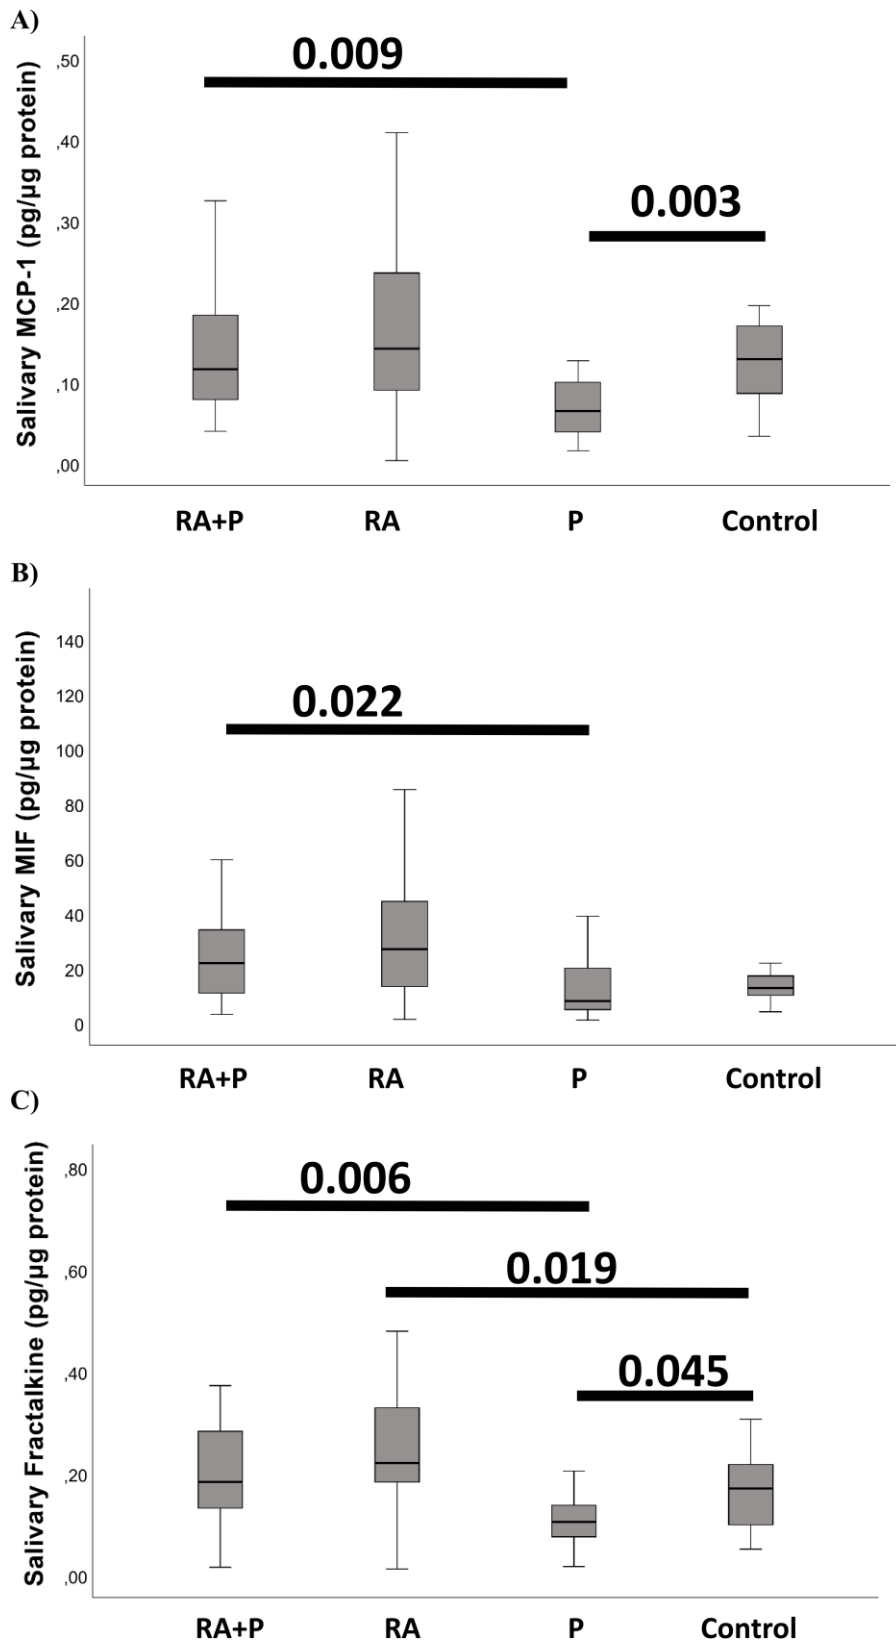 A)
Salivary MCP-1 (pg/µg protein)
,50
,40
,30
,20
,10
,00
0.009
0.003
RA+P RA P Control
B)
Salivary MIF (pg/µg protein)
140
120
100
80
60
40
20
0
0.022
RA+P RA P Control
C)
Salivary Fractalkine (pg/µg protein)
,80
,60
,40
,20
,00
0.006
0.019
0.045
RA+P RA P Control